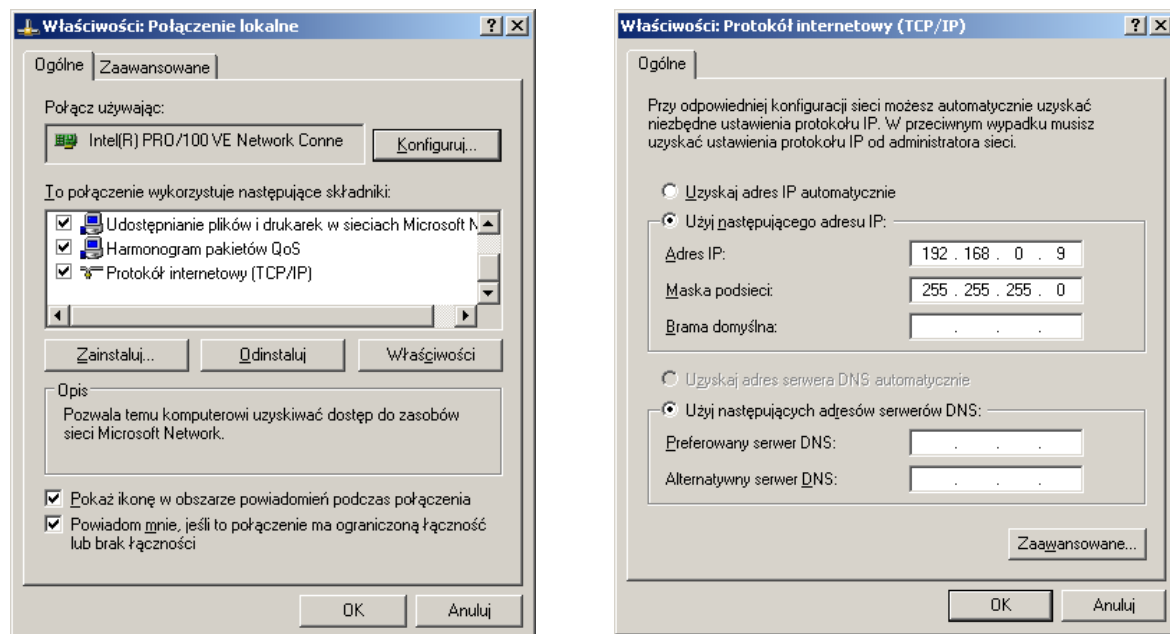 Właściwości: Połączenie lokalne
Ogólne
Zaawansowane
Połącz używając:
Intel(R) PRO/100 VE Network Conne
Konfiguruj...
To połączenie wykorzystuje następujące składniki:
Udostępnianie plików i drukarek w sieciach Microsoft N
Harmonogram pakietów QoS
Protokół internetowy (TCP/IP)
Zainstaluj...
Odinstaluj
Właściwości
Opis
Pozwala temu komputerowi uzyskiwać dostęp do zasobów
sieci Microsoft Network.
Pokaż ikonę w obszarze powiadomień podczas połączenia
Powiadom mnie, jeśli to połączenie ma ograniczoną łączność
lub brak łączności
OK
Anuluj
Właściwości: Protokół internetowy (TCP/IP)
Ogólne
Przy odpowiedniej konfiguracji sieci możesz automatycznie uzyskać
niezbędne ustawienia protokołu IP. W przeciwnym wypadku musisz
uzyskać ustawienia protokołu IP od administratora sieci.
Uzyskaj adres IP automatycznie
Użyj następującego adresu IP:
Adres IP: 192 . 168 . 0 . 9
Maska podsieci: 255 . 255 . 255 . 0
Brama domyślna: . . .
Uzyskaj adres serwera DNS automatycznie
Użyj następujących adresów serwerów DNS:
Preferowany serwer DNS: . . .
Alternatywny serwer DNS: . . .
Zaawansowane...
OK
Anuluj